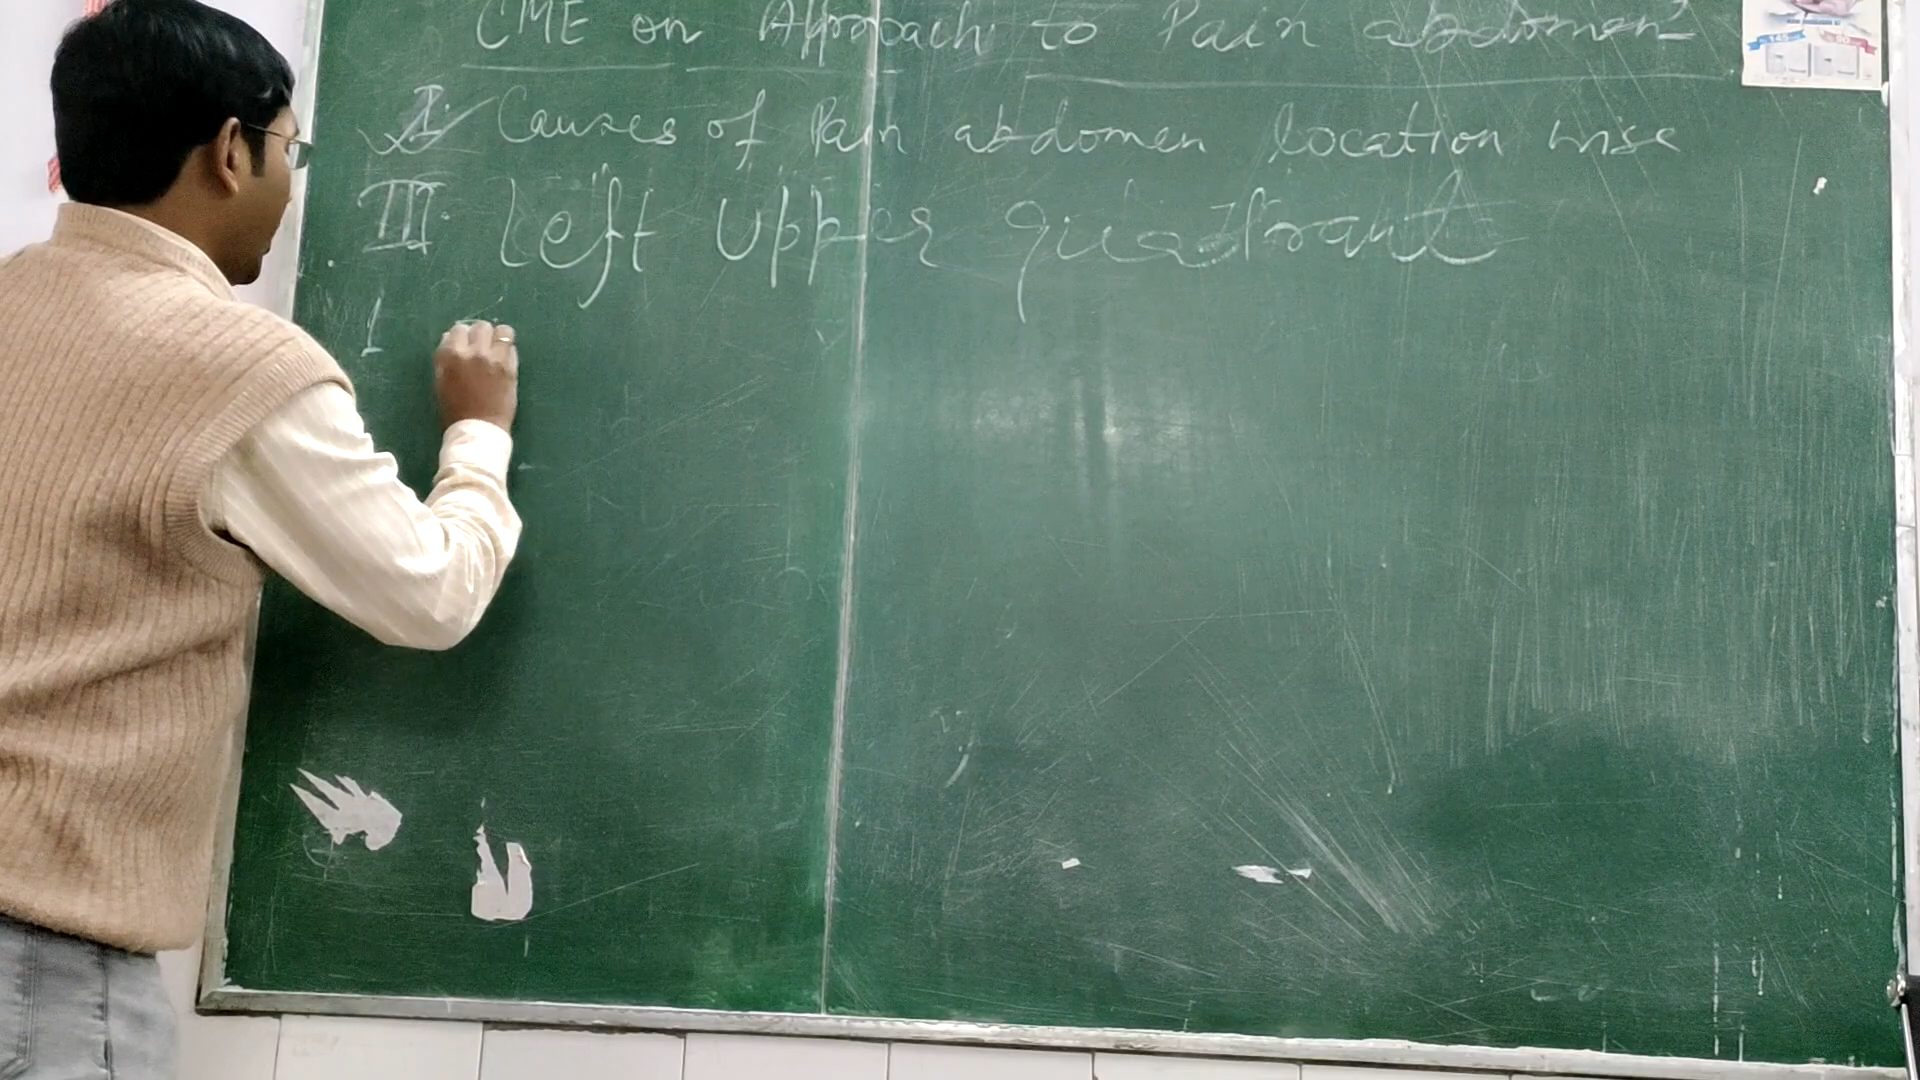 CME on Approach to Pain abdomen
I. Causes of Pain abdomen location wise
III. Left Upper quadrant
1